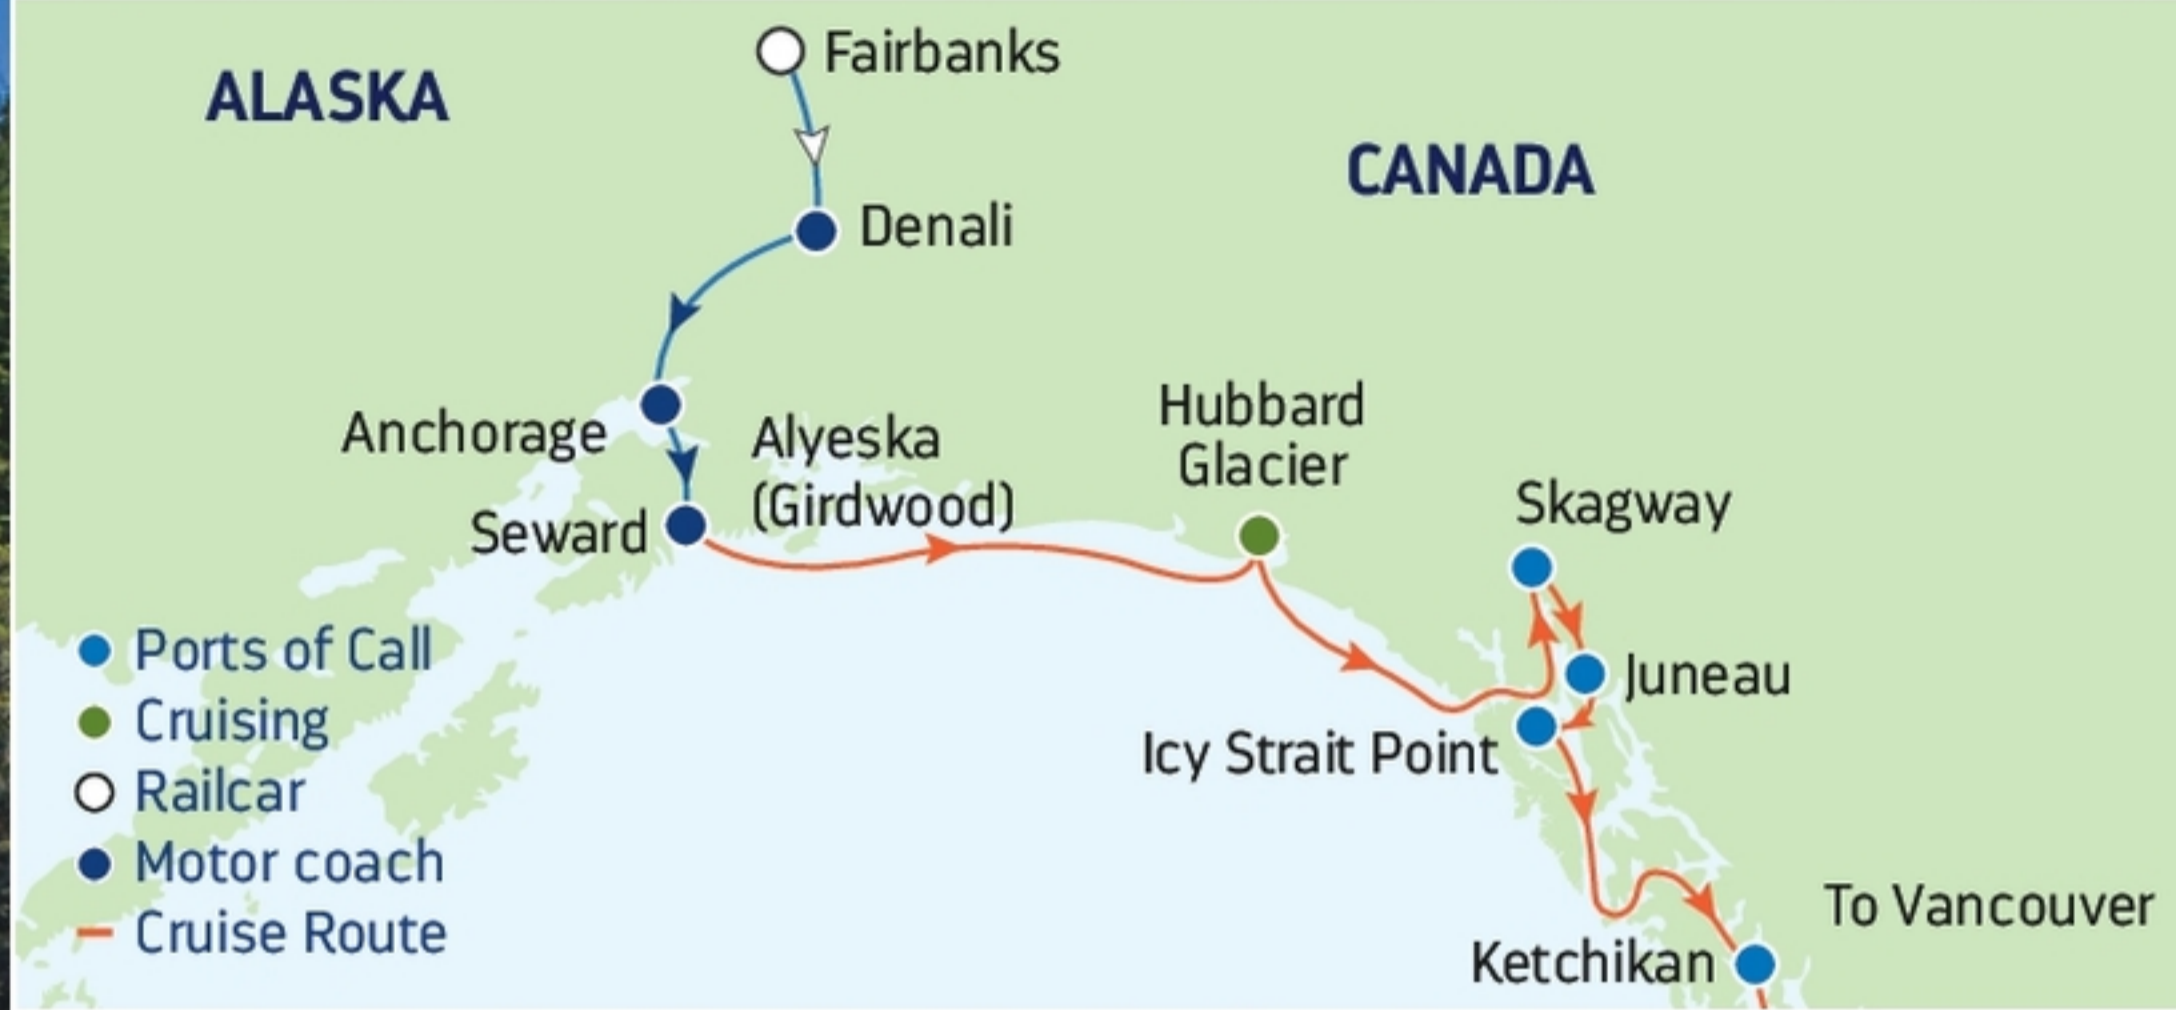 Fairbanks
ALASKA
CANADA
Denali
Anchorage
Alyeska
(Girdwood)
Hubbard
Glacier
Seward
Skagway
Juneau
Icy Strait Point
Ports of Call
Cruising
Railcar
Motor coach
Cruise Route
To Vancouver
Ketchikan